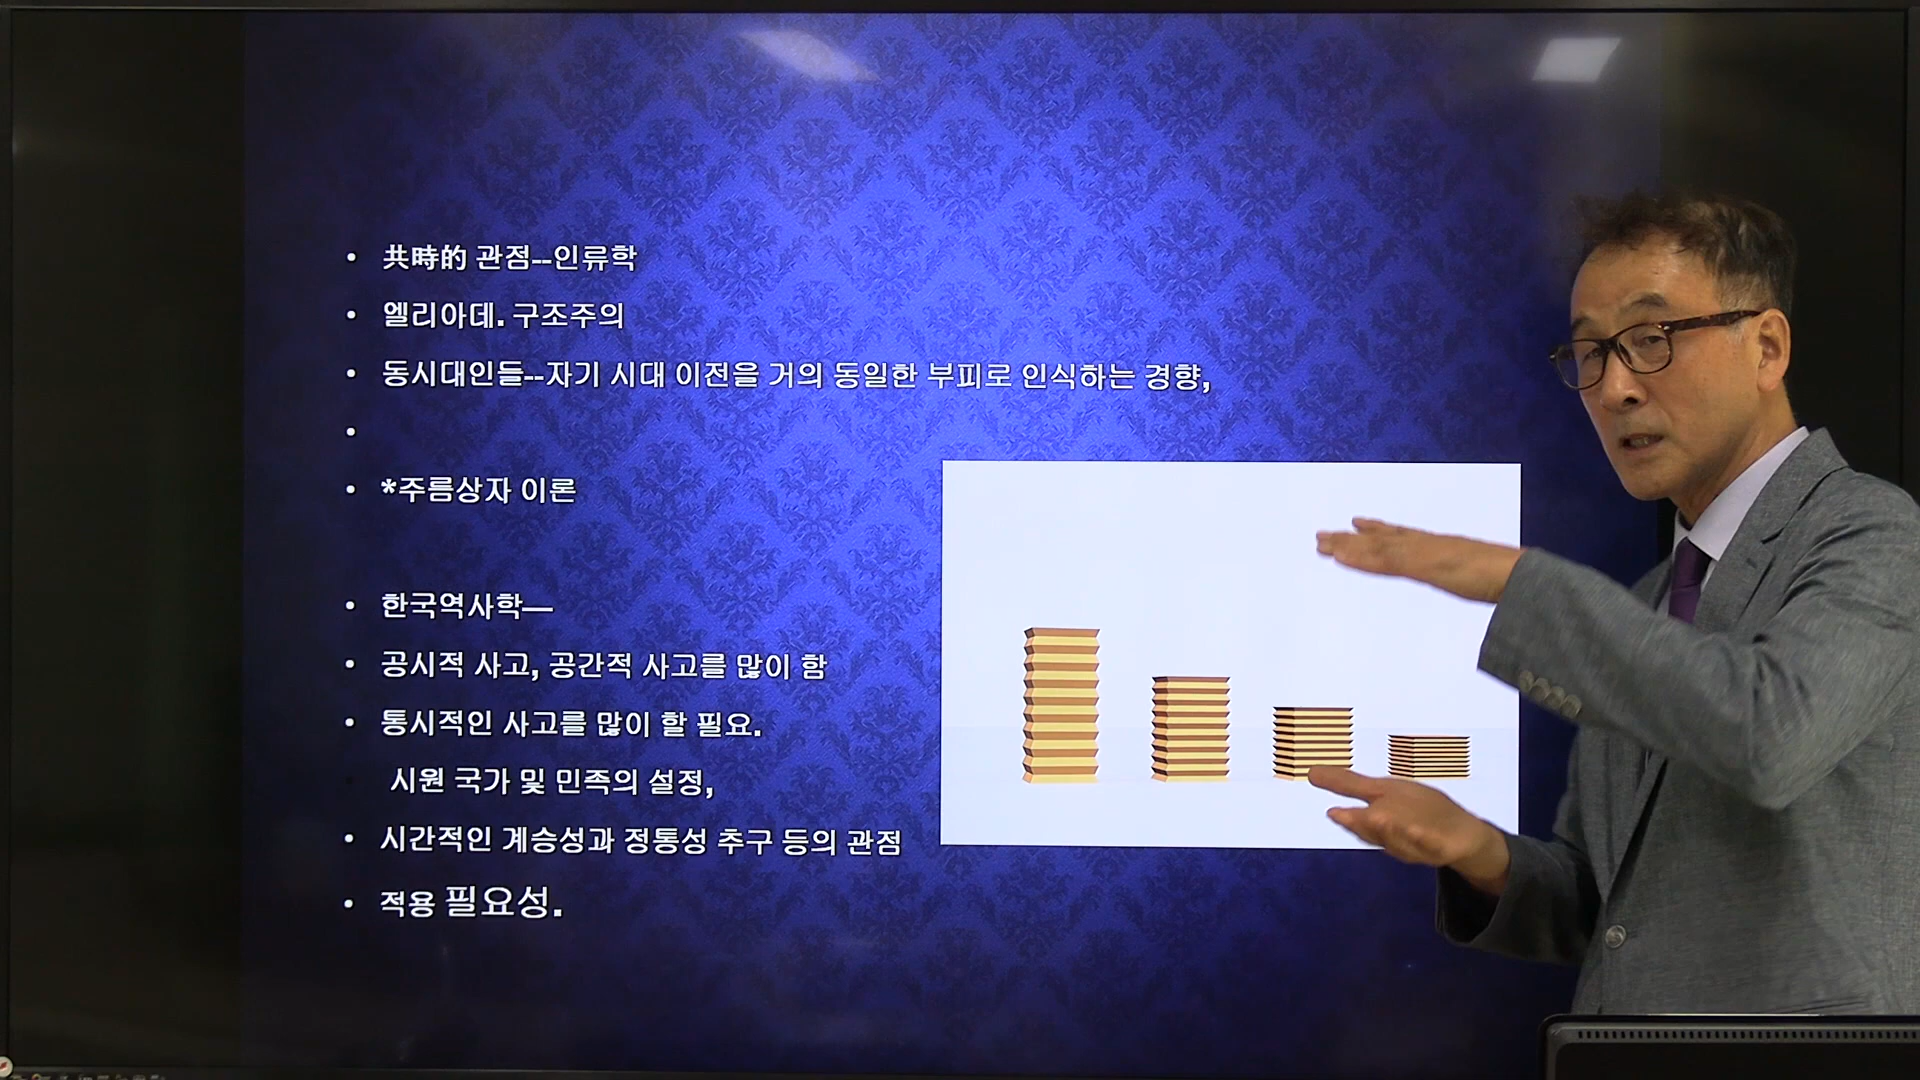 • 共時的 관점--인류학
• 엘리아데. 구조주의
• 동시대인들--자기 시대 이전을 거의 동일한 부피로 인식하는 경향,
•
• *주름상자 이론
• 한국역사학—
• 공시적 사고, 공간적 사고를 많이 함
• 통시적인 사고를 많이 할 필요.
시원 국가 및 민족의 설정,
• 시간적인 계승성과 정통성 추구 등의 관점
• 적용 필요성.